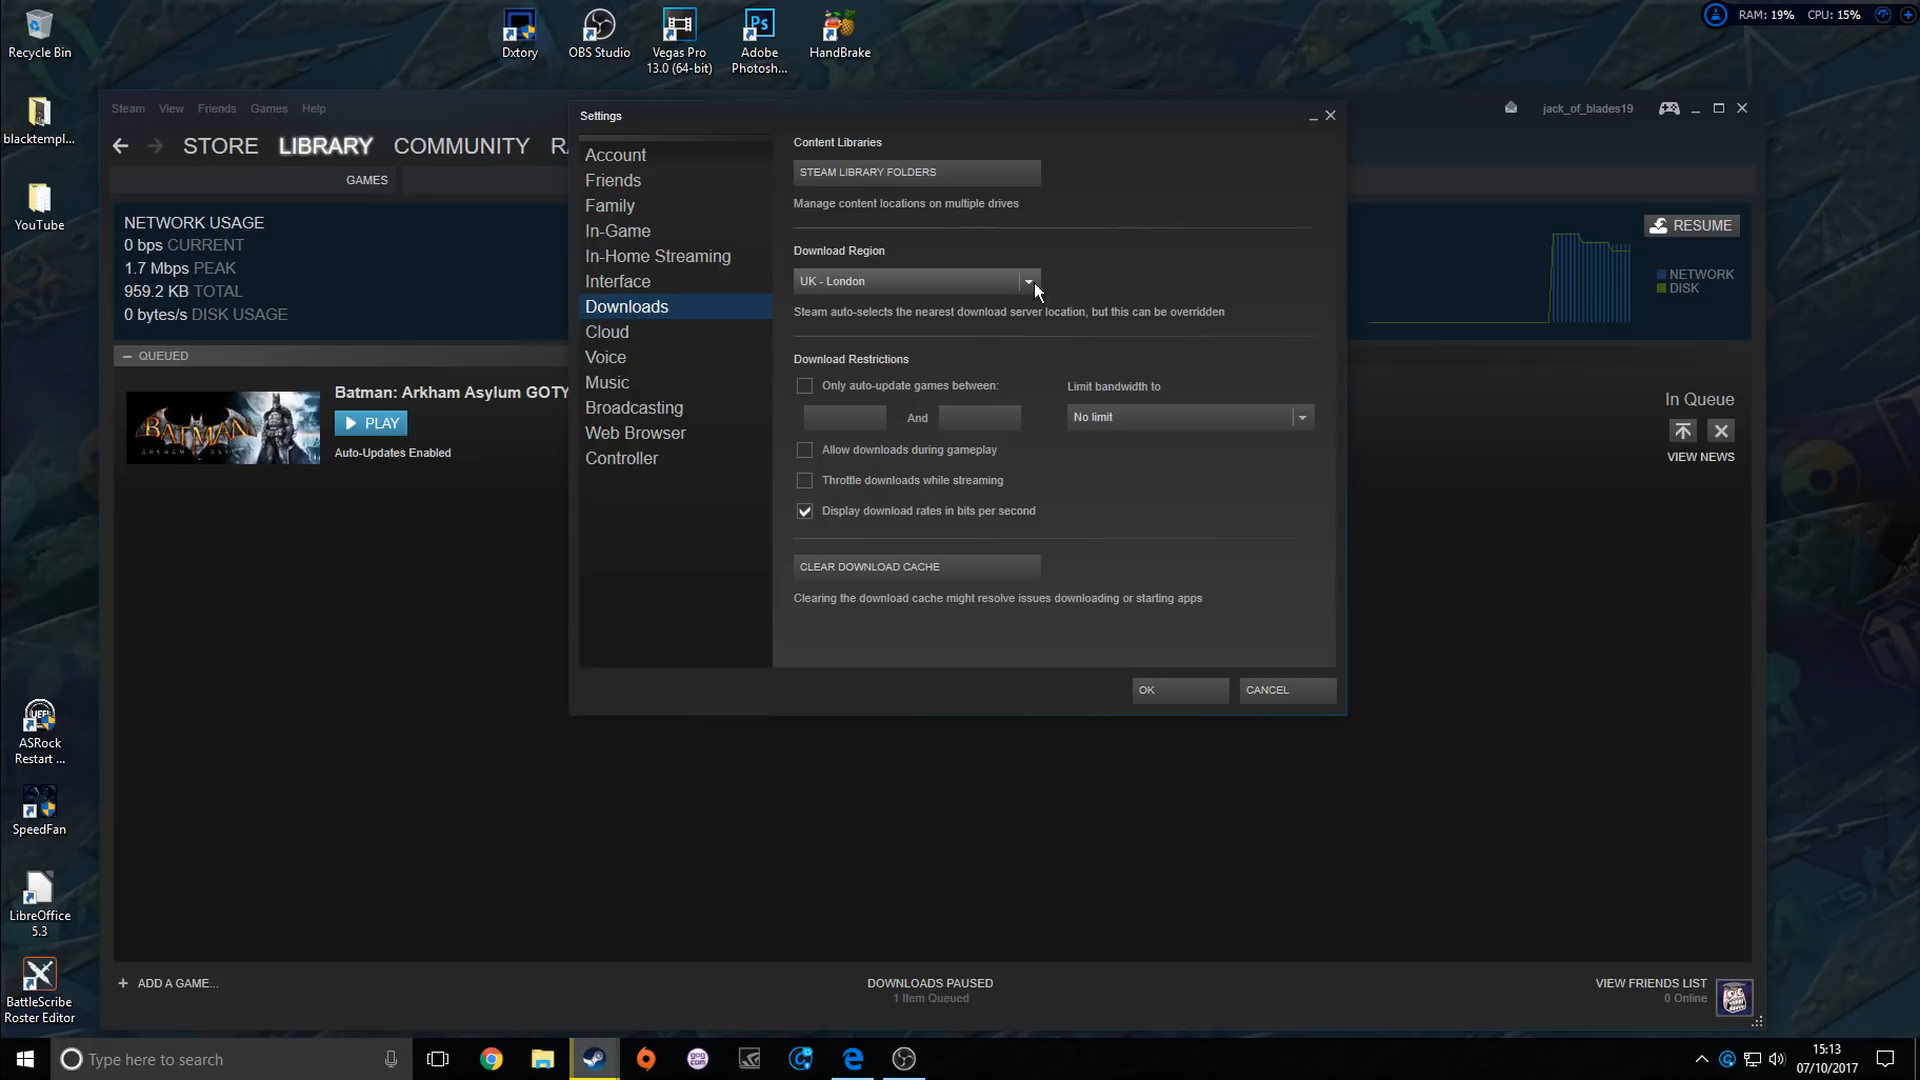 Recycle Bin
Dxtory
OBS Studio
Vegas Pro
13.0 (64-bit)
Ps
Adobe
Photosh...
HandBrake
RAM: 19% CPU: 15%
blacktempl...
YouTube
Steam View Friends Games Help
jack_of_blades19
STORE LIBRARY COMMUNITY
GAMES
NETWORK USAGE
0 bps CURRENT
1.7 Mbps PEAK
959.2 KB TOTAL
0 bytes/s DISK USAGE
RESUME
NETWORK
DISK
QUEUED
BATMAN
ARKHAM ASYLUM
Batman: Arkham Asylum GOTY
PLAY
Auto-Updates Enabled
In Queue
VIEW NEWS
Settings
Account
Friends
Family
In-Game
In-Home Streaming
Interface
Downloads
Cloud
Voice
Music
Broadcasting
Web Browser
Controller
Content Libraries
STEAM LIBRARY FOLDERS
Manage content locations on multiple drives
Download Region
UK - London
Steam auto-selects the nearest download server location, but this can be overridden
Download Restrictions
Only auto-update games between:
And
Limit bandwidth to
No limit
Allow downloads during gameplay
Throttle downloads while streaming
Display download rates in bits per second
CLEAR DOWNLOAD CACHE
Clearing the download cache might resolve issues downloading or starting apps
OK
CANCEL
UEFI
ASRock
Restart ...
SpeedFan
LibreOffice
5.3
BattleScribe
Roster Editor
+ ADD A GAME...
DOWNLOADS PAUSED
1 Item Queued
VIEW FRIENDS LIST
0 Online
Type here to search
15:13
07/10/2017